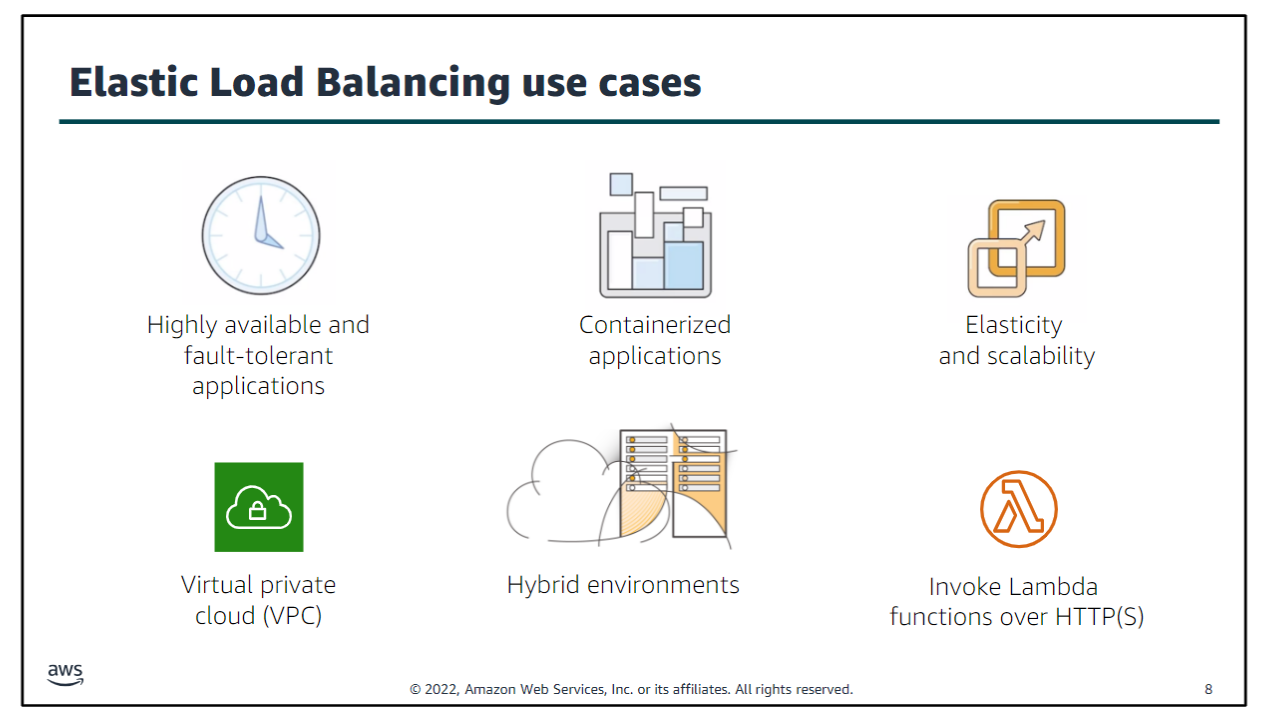 Elastic Load Balancing use cases
Highly available and
fault-tolerant
applications
Containerized
applications
Elasticity
and scalability
Virtual private
cloud (VPC)
Hybrid environments
Invoke Lambda
functions over HTTP(S)
aws
© 2022, Amazon Web Services, Inc. or its affiliates. All rights reserved.
8